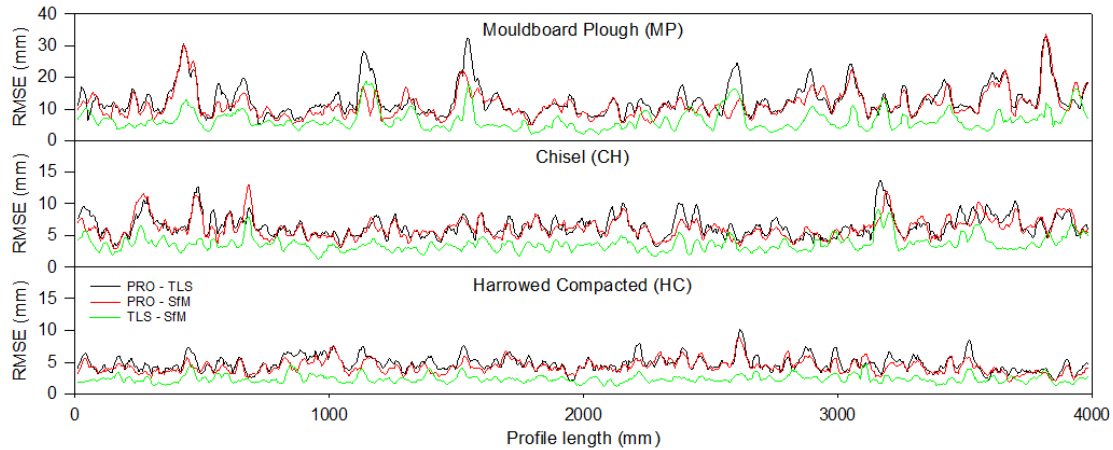 Mouldboard Plough (MP)
RMSE (mm)
40
30
20
10
0
Chisel (CH)
RMSE (mm)
15
10
5
0
Harrowed Compacted (HC)
PRO - TLS
PRO - SfM
TLS - SfM
RMSE (mm)
15
10
5
0
0 1000 2000 3000 4000
Profile length (mm)